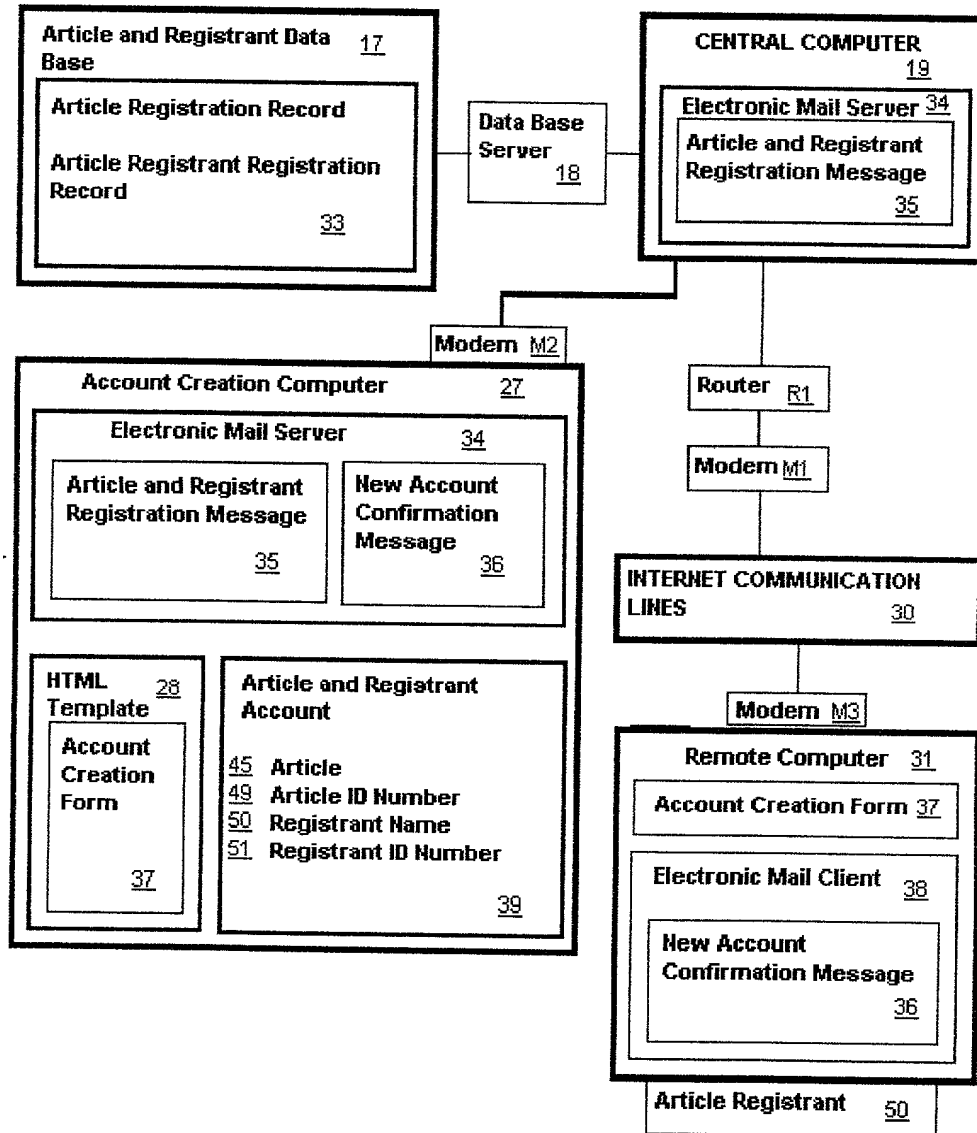 Article and Registrant Data 17
Base
Article Registration Record
Article Registrant Registration
Record
33
Data Base
Server
18
CENTRAL COMPUTER
19
Electronic Mail Server 34
Article and Registrant
Registration Message
35
Modem M2
Account Creation Computer 27
Electronic Mail Server 34
Article and Registrant
Registration Message
35
New Account
Confirmation
Message
36
HTML 28
Template
Account
Creation
Form
37
Article and Registrant
Account
45 Article
49 Article ID Number
50 Registrant Name
51 Registrant ID Number
39
Router R1
Modem M1
INTERNET COMMUNICATION
LINES 30
Modem M3
Remote Computer 31
Account Creation Form 37
Electronic Mail Client 38
New Account
Confirmation Message
36
Article Registrant 50